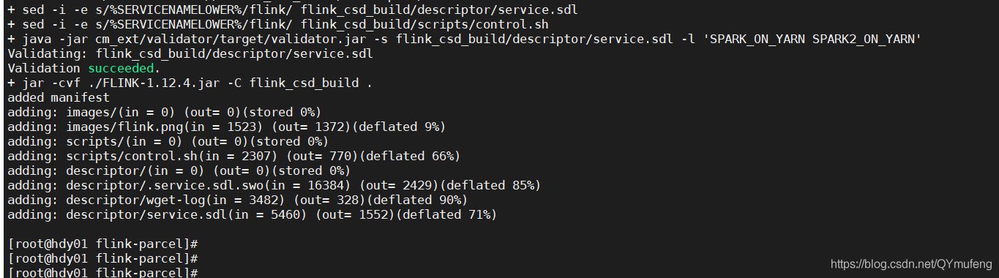 + sed -i -e s/%SERVICENAMELOWER%/flink/ flink_csd_build/descriptor/service.sdl
+ sed -i -e s/%SERVICENAMELOWER%/flink/ flink_csd_build/scripts/control.sh
+ java -jar cm_ext/validator/target/validator.jar -s flink_csd_build/descriptor/service.sdl -l 'SPARK_ON_YARN SPARK2_ON_YARN'
Validating: flink_csd_build/descriptor/service.sdl
Validation succeeded.
+ jar -cvf ./FLINK-1.12.4.jar -C flink_csd_build .
added manifest
adding: images/(in = 0) (out= 0)(stored 0%)
adding: images/flink.png(in = 1523) (out= 1372)(deflated 9%)
adding: scripts/(in = 0) (out= 0)(stored 0%)
adding: scripts/control.sh(in = 2307) (out= 770)(deflated 66%)
adding: descriptor/(in = 0) (out= 0)(stored 0%)
adding: descriptor/.service.sdl.swo(in = 16384) (out= 2429)(deflated 85%)
adding: descriptor/wget-log(in = 3482) (out= 328)(deflated 90%)
adding: descriptor/service.sdl(in = 5460) (out= 1552)(deflated 71%)
[root@hdy01 flink-parcel]#
[root@hdy01 flink-parcel]#
[root@hdy01 flink-parcel]#
https://blog.csdn.net/QYmufeng